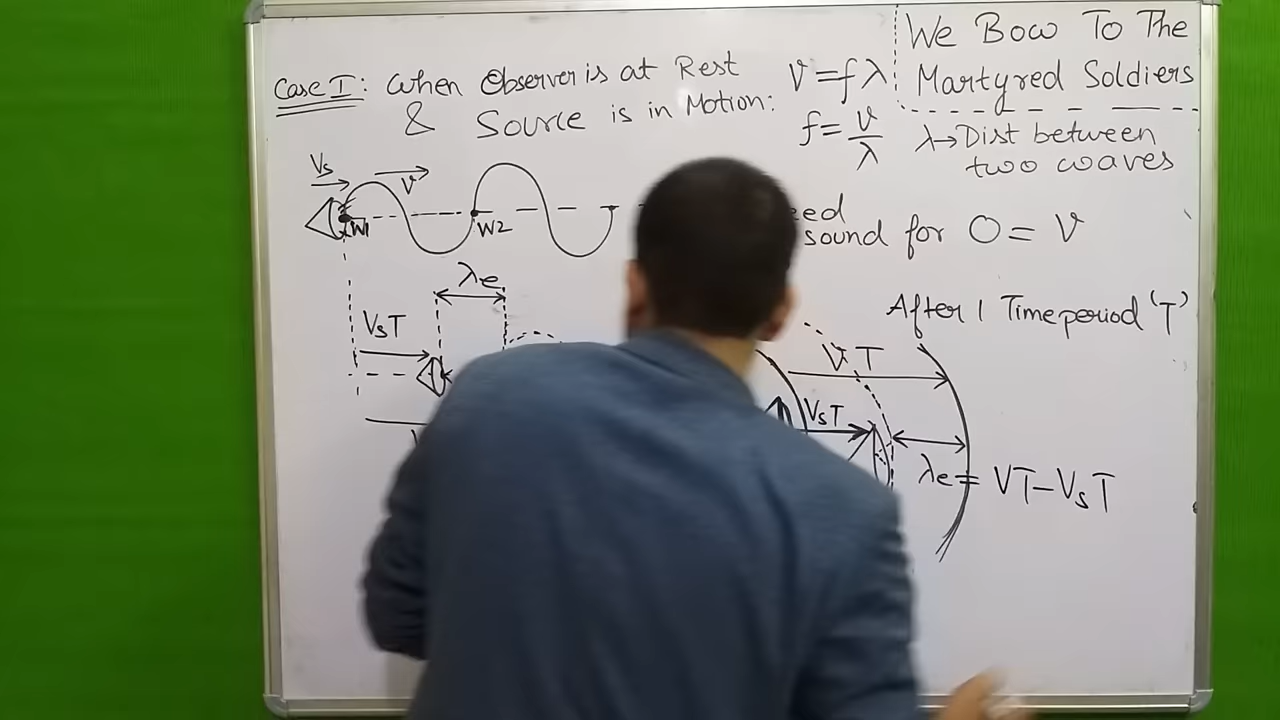 We Bow To The
Martyred Soldiers
Case I: When Observer is at Rest
& Source is in Motion:
V = fλ
f = V/λ
λ→Dist between
two waves
Vs
V
W1
W2
sound for O = V
λe
After 1 Timeperiod 'T'
VsT
VT
VsT
λe = VT-VsT